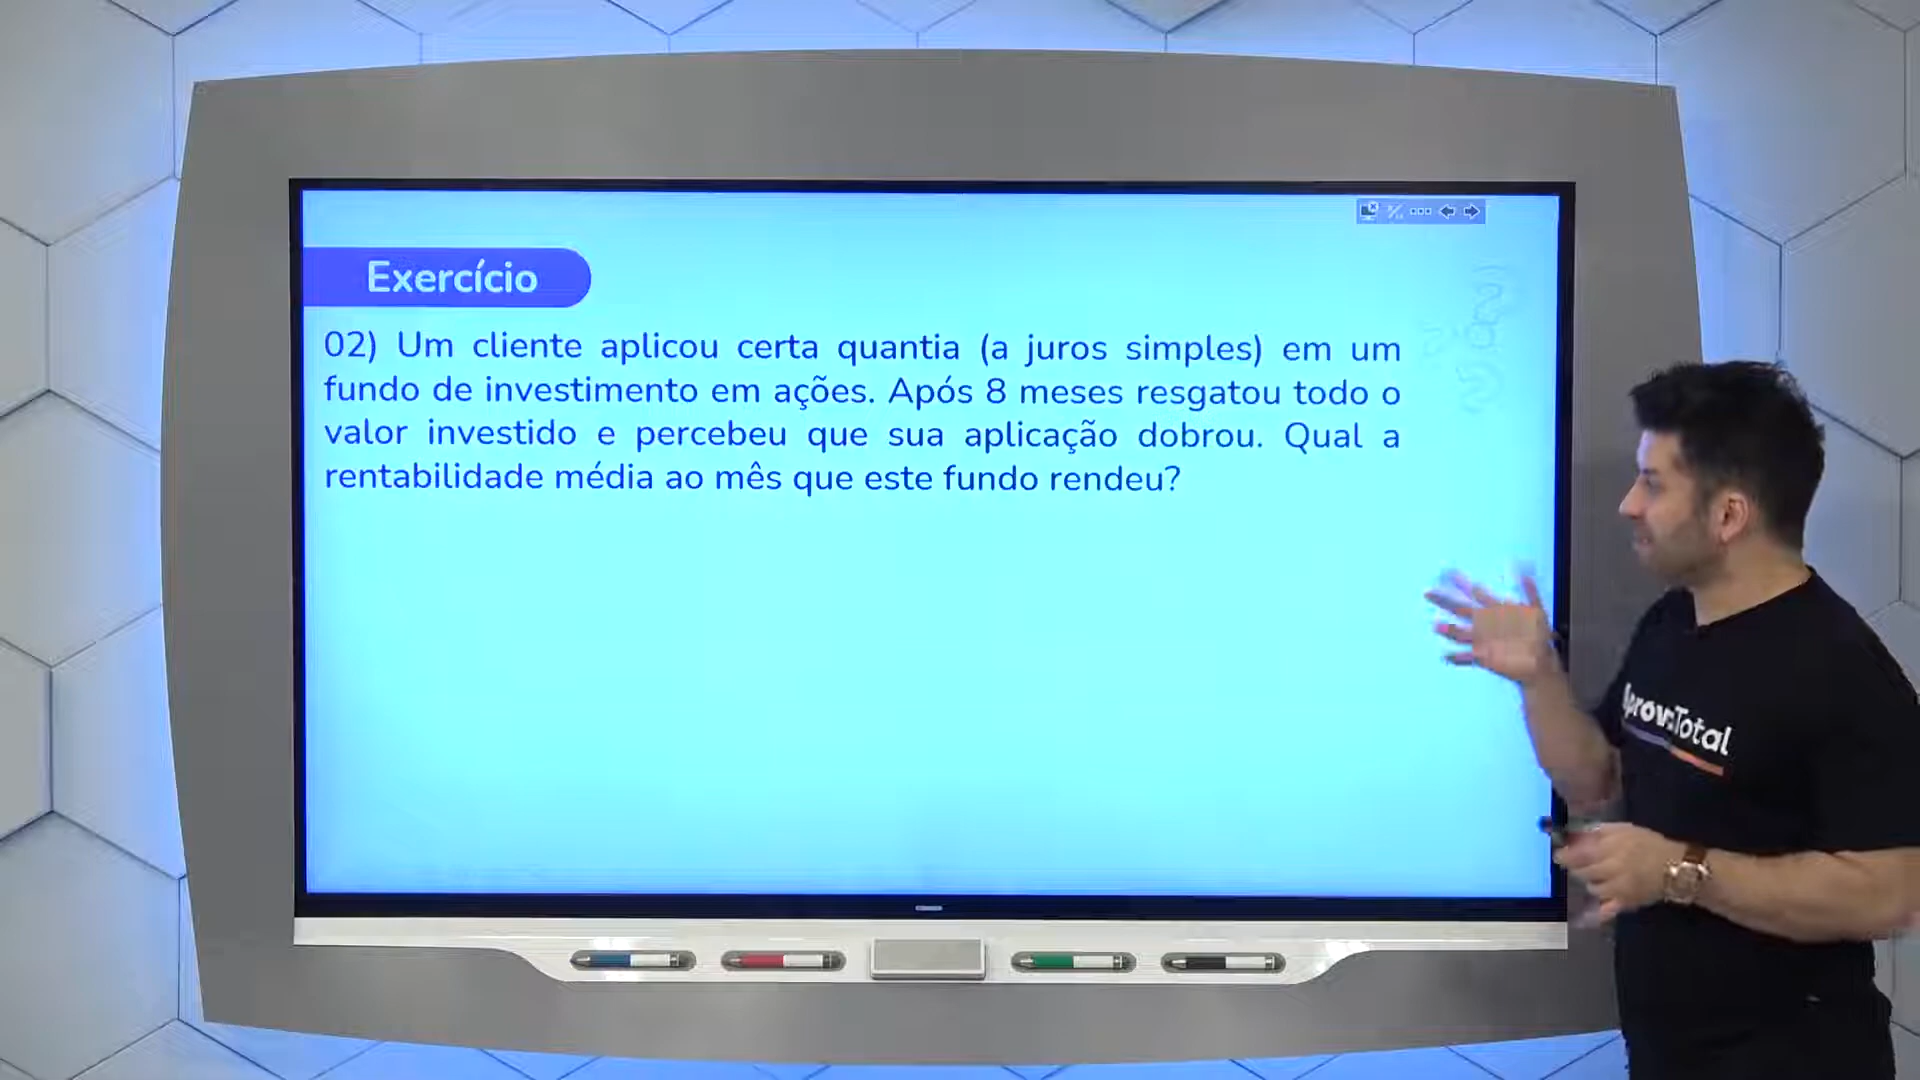 Exercício
02) Um cliente aplicou certa quantia (a juros simples) em um
fundo de investimento em ações. Após 8 meses resgatou todo o
valor investido e percebeu que sua aplicação dobrou. Qual a
rentabilidade média ao mês que este fundo rendeu?
AprovaTotal